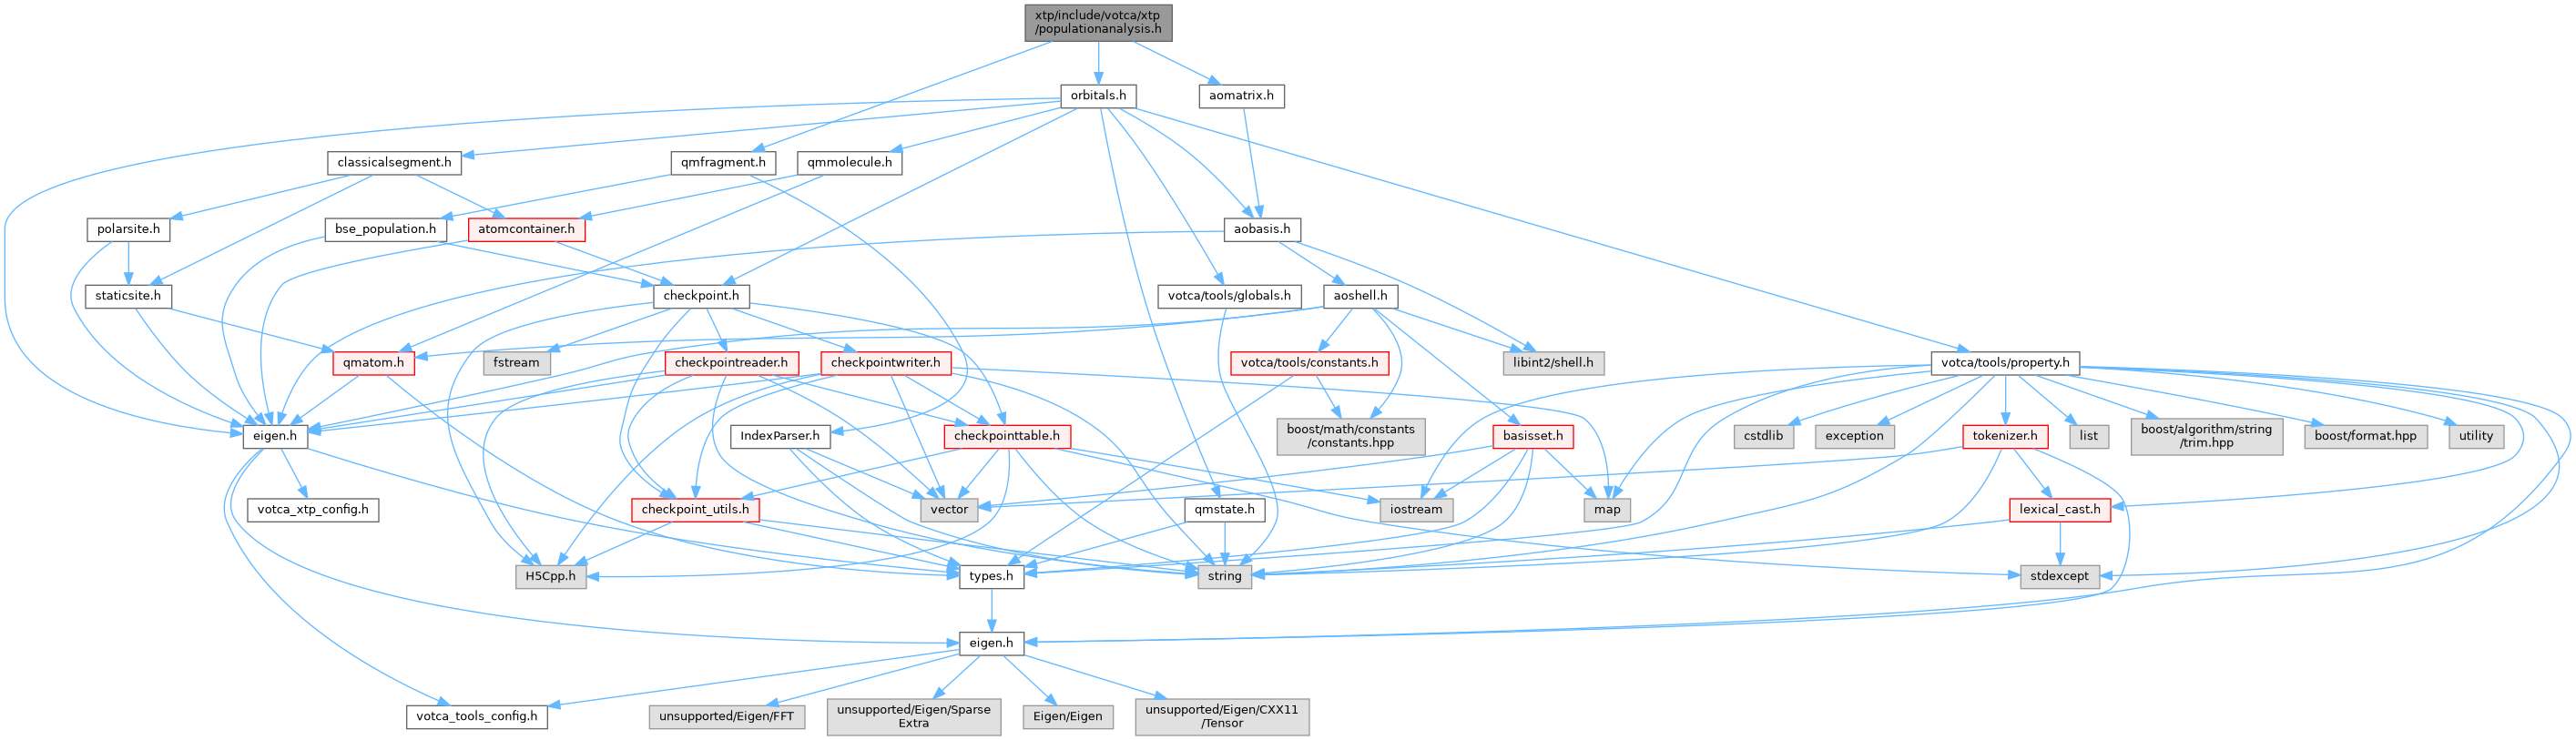 xtp/include/votca/xtp
/populationanalysis.h
orbitals.h
aomatrix.h
classicalsegment.h
qmfragment.h
qmmolecule.h
polarsite.h
bse_population.h
atomcontainer.h
aobasis.h
staticsite.h
checkpoint.h
votca/tools/globals.h
aoshell.h
qmatom.h
fstream
checkpointreader.h
checkpointwriter.h
votca/tools/constants.h
libint2/shell.h
votca/tools/property.h
eigen.h
IndexParser.h
checkpointtable.h
boost/math/constants
/constants.hpp
basisset.h
cstdlib
exception
tokenizer.h
list
boost/algorithm/string
/trim.hpp
boost/format.hpp
utility
votca_xtp_config.h
checkpoint_utils.h
vector
qmstate.h
iostream
map
lexical_cast.h
H5Cpp.h
types.h
string
stdexcept
eigen.h
votca_tools_config.h
unsupported/Eigen/FFT
unsupported/Eigen/Sparse
Extra
Eigen/Eigen
unsupported/Eigen/CXX11
/Tensor